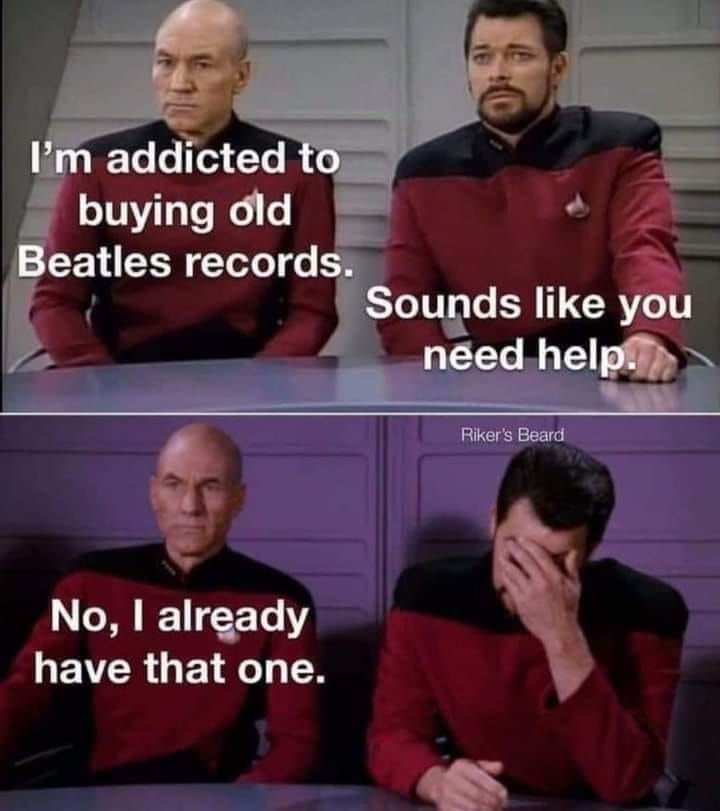 I'm addicted to
buying old
Beatles records.
Sounds like you
need help.
Riker's Beard
No, I already
have that one.